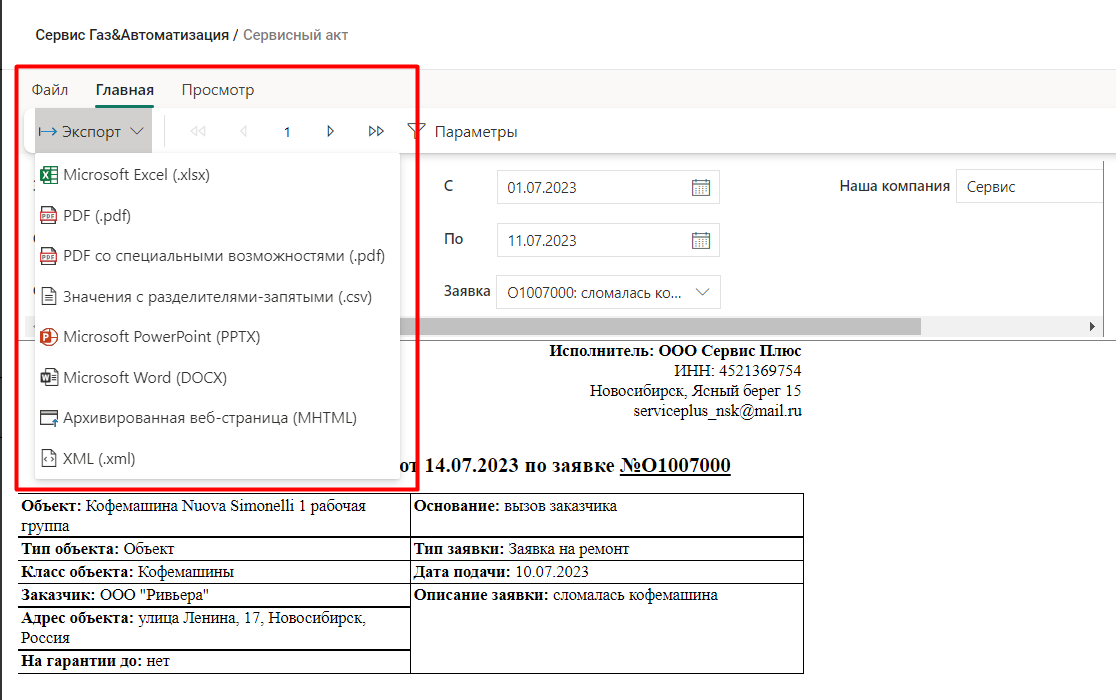 Сервис Газ&Автоматизация / Сервисный акт
Файл Главная Просмотр
Экспорт 1 Параметры
Microsoft Excel (.xlsx)
PDF (.pdf)
PDF со специальными возможностями (.pdf)
Значения с разделителями-запятыми (.csv)
Microsoft PowerPoint (PPTX)
Microsoft Word (DOCX)
Архивированная веб-страница (MHTML)
XML (.xml)
С 01.07.2023 Наша компания Сервис
По 11.07.2023
Заявка О1007000: сломалась ко...
Исполнитель: ООО Сервис Плюс
ИНН: 4521369754
Новосибирск, Ясный берег 15
serviceplus_nsk@mail.ru
от 14.07.2023 по заявке №О1007000
Объект: Кофемашина Nuova Simonelli 1 рабочая
группа
Основание: вызов заказчика
Тип объекта: Объект
Тип заявки: Заявка на ремонт
Класс объекта: Кофемашины
Дата подачи: 10.07.2023
Заказчик: ООО "Ривьера"
Описание заявки: сломалась кофемашина
Адрес объекта: улица Ленина, 17, Новосибирск,
Россия
На гарантии до: нет